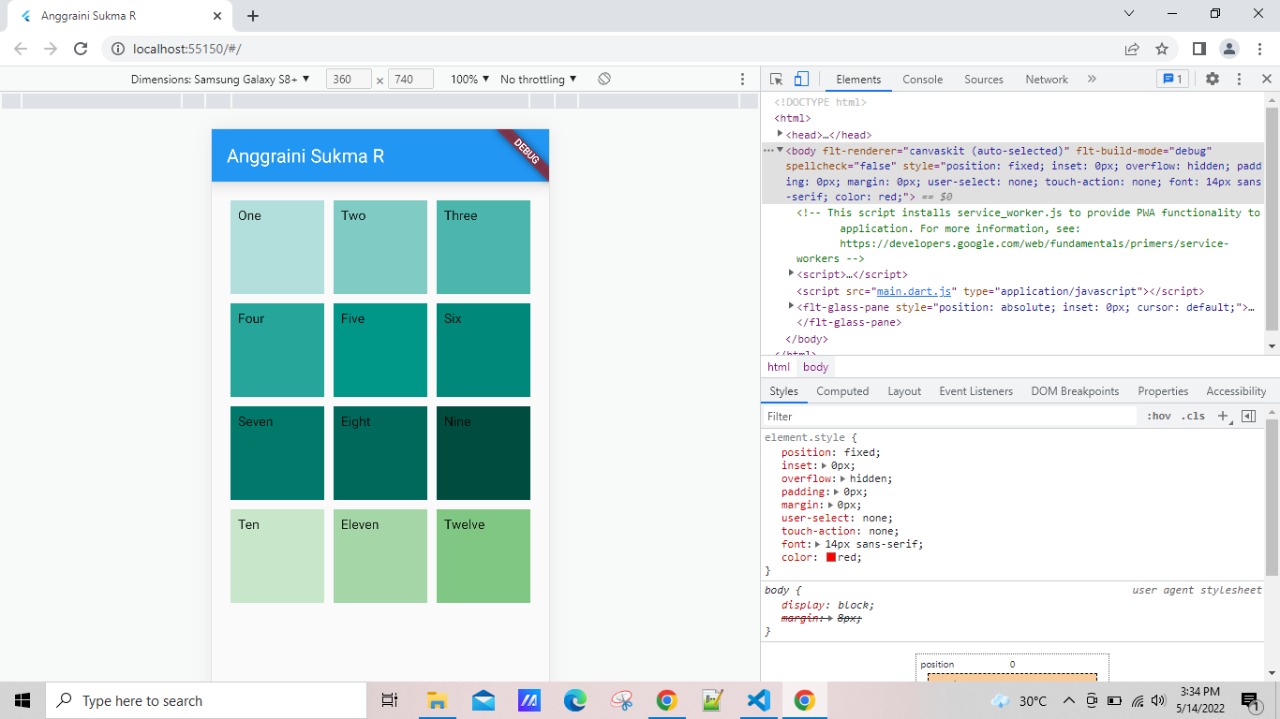 Anggraini Sukma R
localhost:55150/#/
Dimensions: Samsung Galaxy S8+ ▼ 360 × 740 100% ▼ No throttling ▼
Anggraini Sukma R
DEBUG
One Two Three
Four Five Six
Seven Eight Nine
Ten Eleven Twelve
Elements Console Sources Network » 1
<!DOCTYPE html>
<html>
<head>…</head>
<body flt-renderer="canvaskit (auto-selected)" flt-build-mode="debug"
spellcheck="false" style="position: fixed; inset: 0px; overflow: hidden; padd
ing: 0px; margin: 0px; user-select: none; touch-action: none; font: 14px sans
-serif; color: red;"> == $0
<!-- This script installs service_worker.js to provide PWA functionality to
application. For more information, see:
https://developers.google.com/web/fundamentals/primers/service-
workers -->
<script>…</script>
<script src="main.dart.js" type="application/javascript"></script>
<flt-glass-pane style="position: absolute; inset: 0px; cursor: default;">…
</flt-glass-pane>
</body>
</html>
html body
Styles Computed Layout Event Listeners DOM Breakpoints Properties Accessibility
Filter :hov .cls +
element.style {
position: fixed;
inset: 0px;
overflow: hidden;
padding: 0px;
margin: 0px;
user-select: none;
touch-action: none;
font: 14px sans-serif;
color: red;
}
body { user agent stylesheet
display: block;
margin: 8px;
}
position 0
Type here to search
30°C
3:34 PM
5/14/2022
1